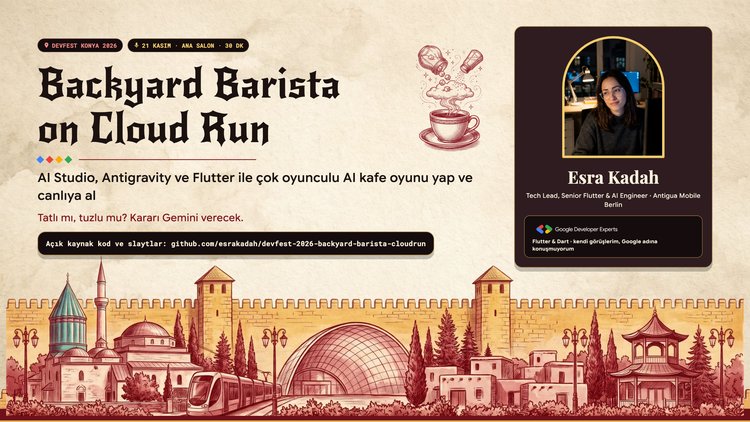 DEVFEST KONYA 2026
21 KASIM · ANA SALON · 30 DK
Backyard Barista
on Cloud Run
AI Studio, Antigravity ve Flutter ile çok oyunculu AI kafe oyunu yap ve
canlıya al
Tatlı mı, tuzlu mu? Kararı Gemini verecek.
Açık kaynak kod ve slaytlar: github.com/esrakadah/devfest-2026-backyard-barista-cloudrun
Esra Kadah
Tech Lead, Senior Flutter & AI Engineer · Antigua Mobile
Berlin
Google Developer Experts
Flutter & Dart · kendi görüşlerim, Google adına
konuşmuyorum